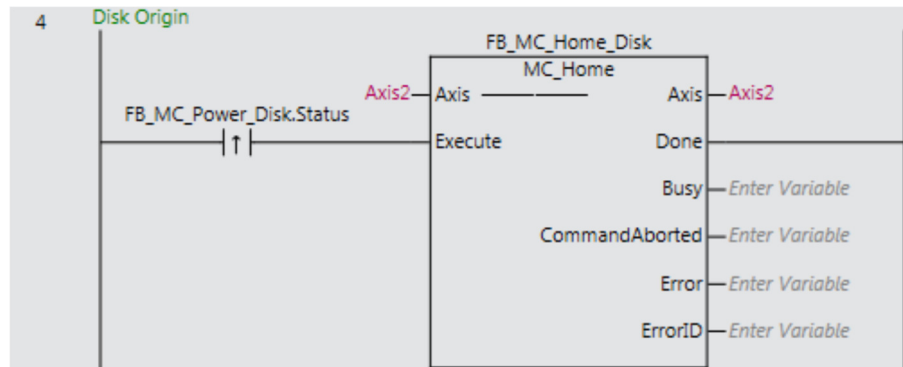 4 Disk Origin
FB_MC_Home_Disk
MC_Home
Axis2 Axis Axis Axis2
FB_MC_Power_Disk.Status
Execute Done
Busy Enter Variable
CommandAborted Enter Variable
Error Enter Variable
ErrorID Enter Variable